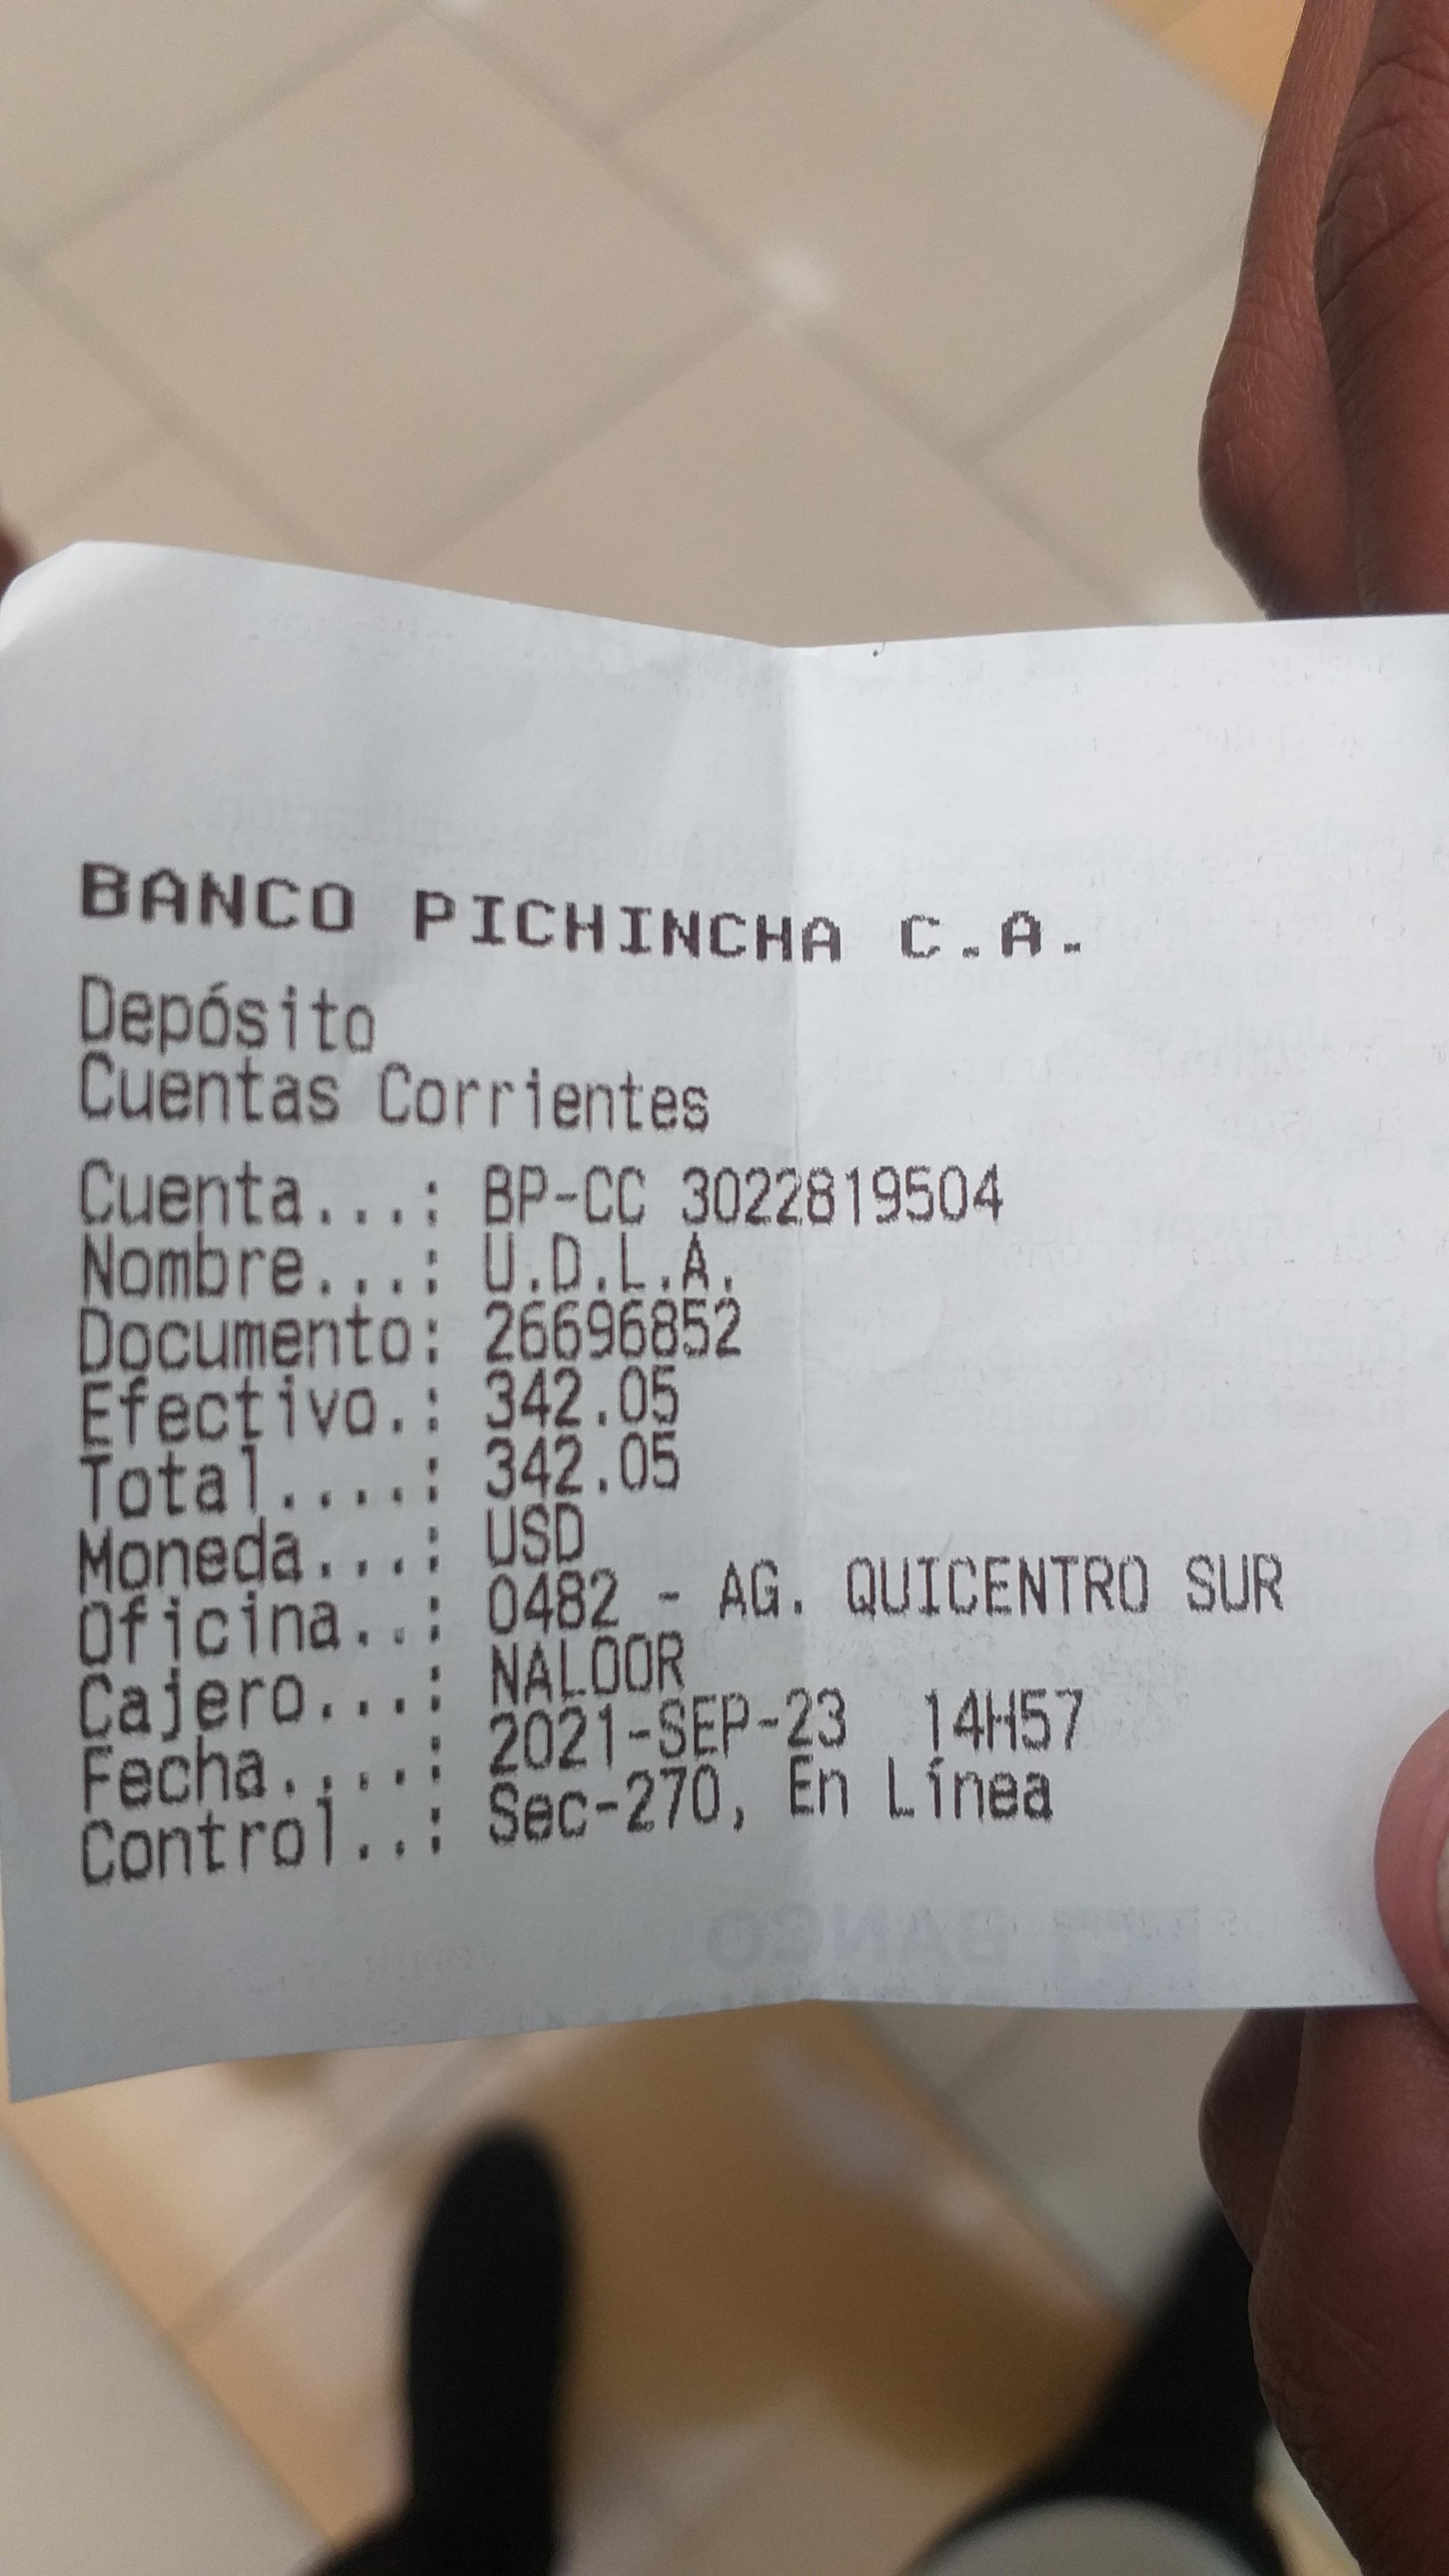 BANCO PICHINCHA C.A.
Depósito
Cuentas Corrientes
Cuenta...: BP-CC 3022819504
Nombre...: U.D.L.A.
Documento: 26696852
Efectivo.: 342.05
Total....: 342.05
Moneda...: USD
Oficina..: 0482 - AG. QUICENTRO SUR
Cajero...: NALOOR
Fecha....: 2021-SEP-23 14H57
Control..: Sec-270, En Línea
BANCO